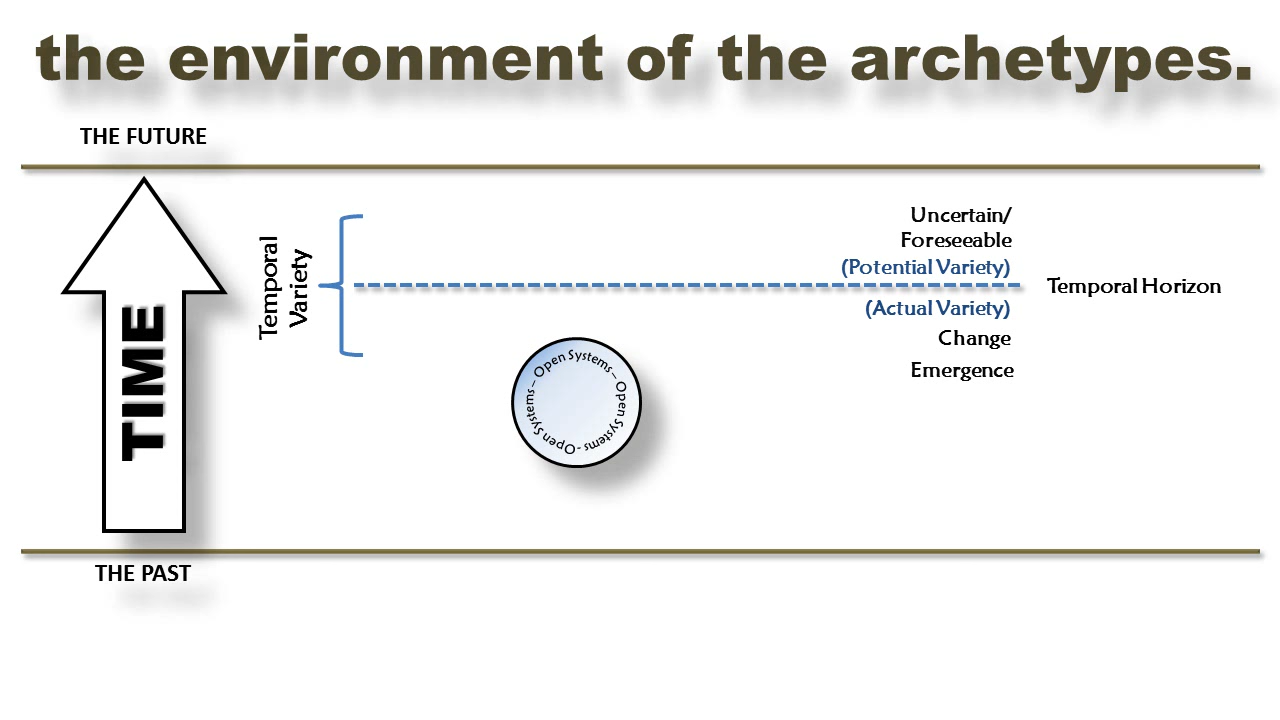 the environment of the archetypes.
THE FUTURE
Uncertain/
Foreseeable
(Potential Variety)
Temporal
Variety
Temporal Horizon
(Actual Variety)
Change
Emergence
TIME
Open Systems – Open Systems - Open Systems –
THE PAST